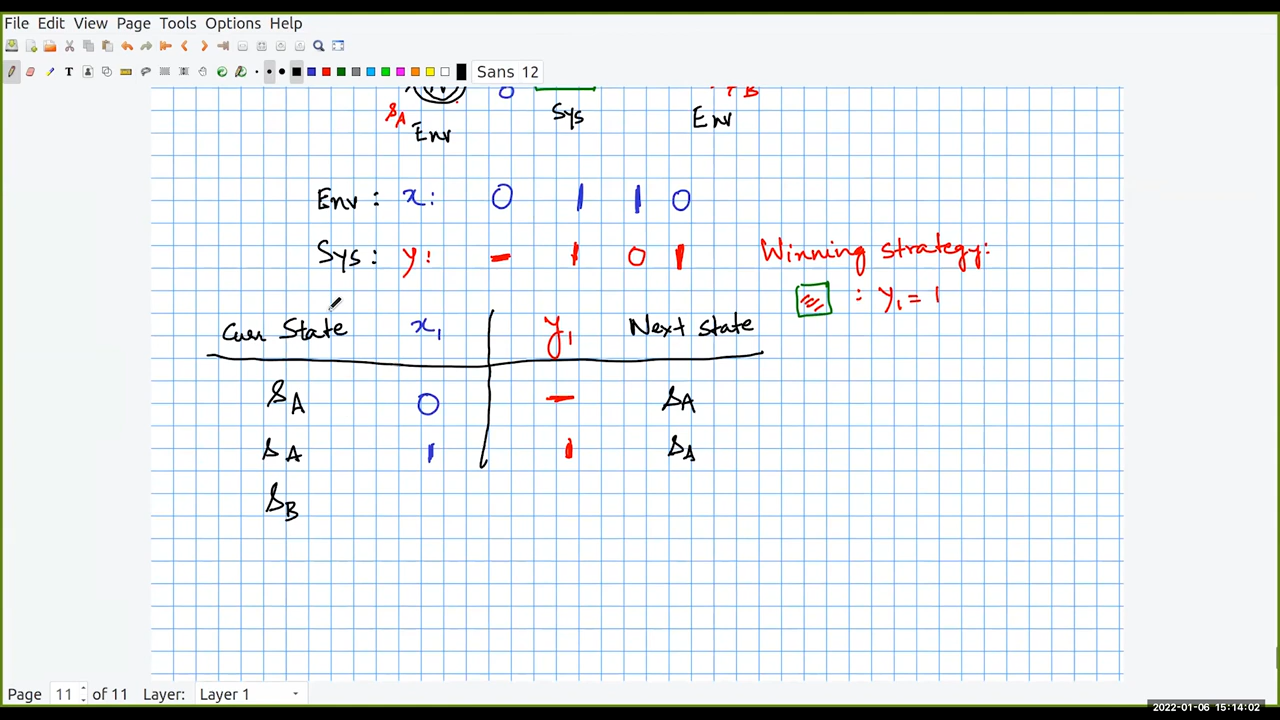 File Edit View Page Tools Options Help
Sans 12
S_A 0 Sys B
Env Env
Env : x: 0 1 1 0
Sys : y: - 1 0 1 Winning strategy:
: y₁ = 1
Curr State x₁ y₁ Next state
S_A 0 - S_A
S_A 1 1 S_A
S_B
Page 11 of 11 Layer: Layer 1
2022-01-06 15:14:02